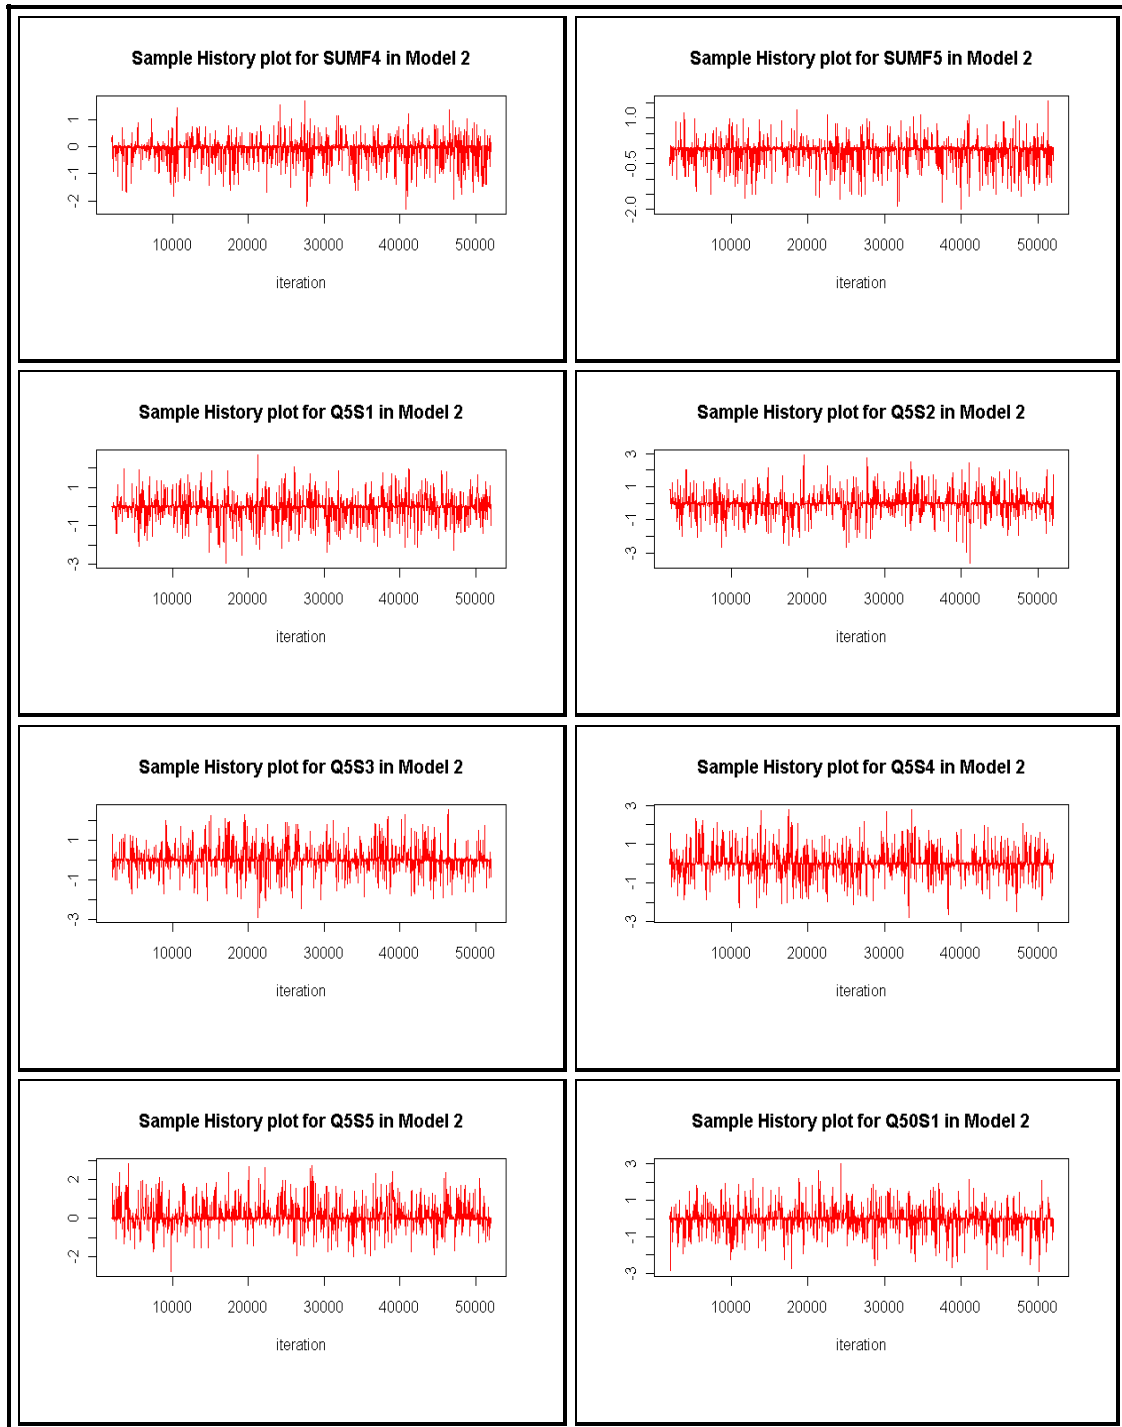 Sample History plot for SUMF4 in Model 2
1
0
-1
-2
10000 20000 30000 40000 50000
iteration
Sample History plot for SUMF5 in Model 2
1.0
-0.5
-2.0
10000 20000 30000 40000 50000
iteration
Sample History plot for Q5S1 in Model 2
1
-1
-3
10000 20000 30000 40000 50000
iteration
Sample History plot for Q5S2 in Model 2
3
1
-1
-3
10000 20000 30000 40000 50000
iteration
Sample History plot for Q5S3 in Model 2
1
-1
-3
10000 20000 30000 40000 50000
iteration
Sample History plot for Q5S4 in Model 2
3
1
-1
-3
10000 20000 30000 40000 50000
iteration
Sample History plot for Q5S5 in Model 2
2
0
-2
10000 20000 30000 40000 50000
iteration
Sample History plot for Q50S1 in Model 2
3
1
-1
-3
10000 20000 30000 40000 50000
iteration